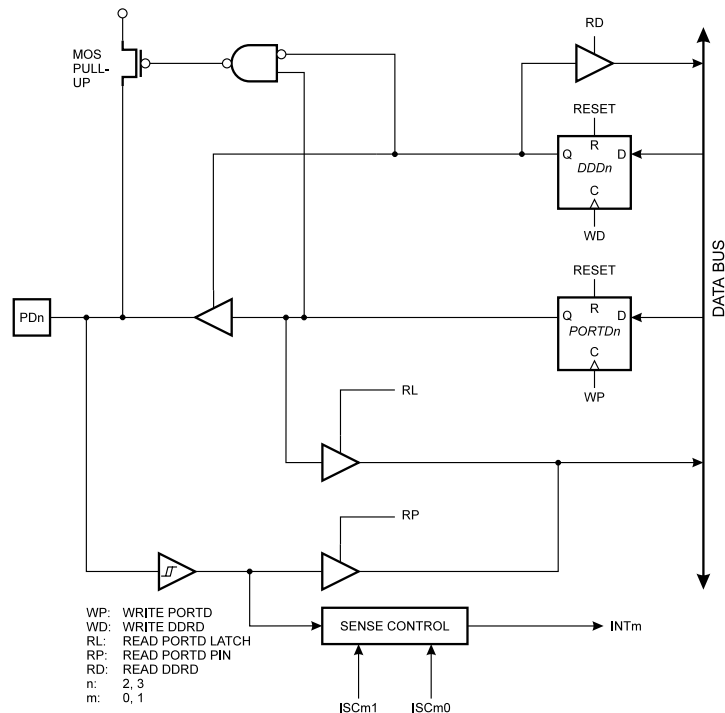 MOS
PULL-
UP
RD
RESET
R
Q
D
DDDn
C
WD
RESET
R
Q
D
PORTDn
C
WP
DATA BUS
PDn
RL
RP
SENSE CONTROL
INTm
ISCm1
ISCm0
WP: WRITE PORTD
WD: WRITE DDRD
RL: READ PORTD LATCH
RP: READ PORTD PIN
RD: READ DDRD
n: 2, 3
m: 0, 1